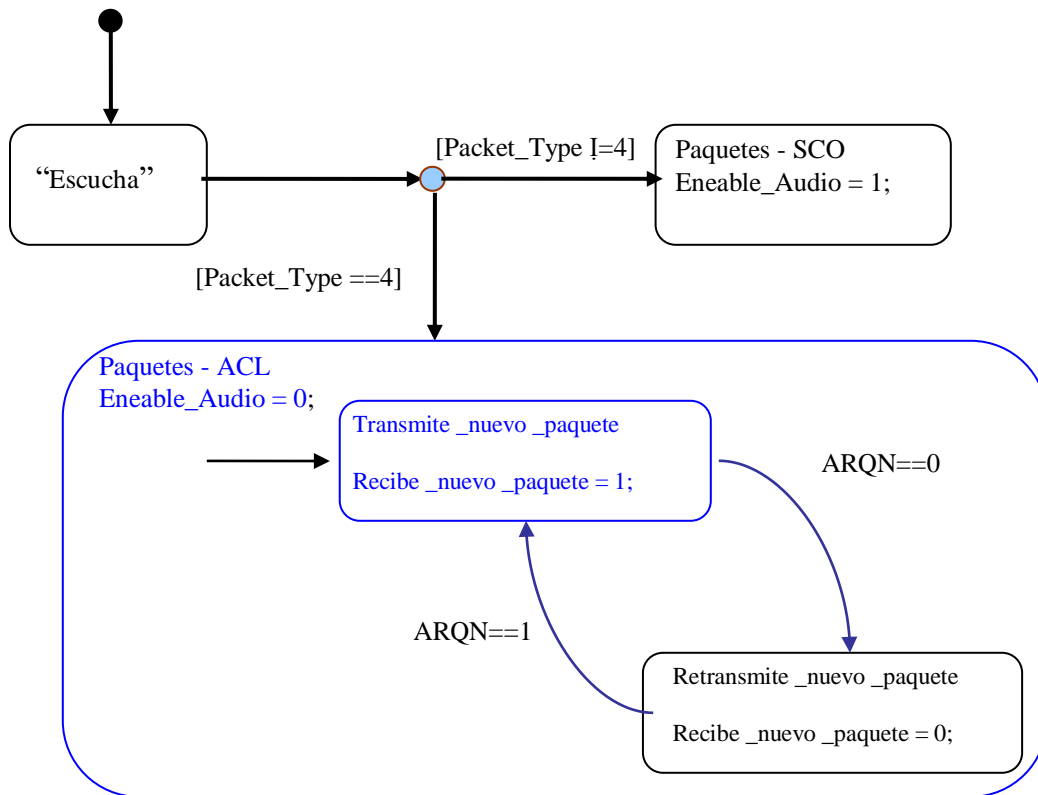 “Escucha”
[Packet_Type !=4]
Paquetes - SCO
Eneable_Audio = 1;
[Packet_Type ==4]
Paquetes - ACL
Eneable_Audio = 0;
Transmite _nuevo _paquete
Recibe _nuevo _paquete = 1;
ARQN==0
ARQN==1
Retransmite _nuevo _paquete
Recibe _nuevo _paquete = 0;